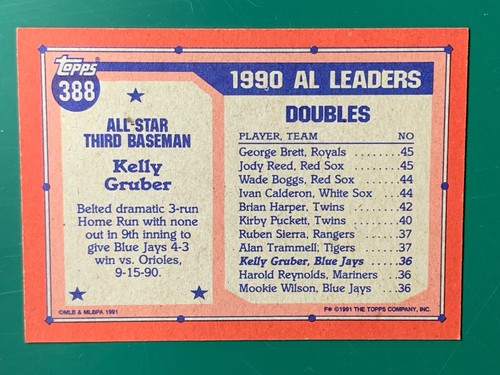 Topps
388
ALL-STAR
THIRD BASEMAN
Kelly
Gruber
Belted dramatic 3-run
Home Run with none
out in 9th inning to
give Blue Jays 4-3
win vs. Orioles,
9-15-90.
©MLB & MLBPA 1991
1990 AL LEADERS
DOUBLES
PLAYER, TEAM NO
George Brett, Royals .......45
Jody Reed, Red Sox .......45
Wade Boggs, Red Sox .....44
Ivan Calderon, White Sox ..44
Brian Harper, Twins ........42
Kirby Puckett, Twins .......40
Ruben Sierra, Rangers .....37
Alan Trammell, Tigers ......37
Kelly Gruber, Blue Jays .....36
Harold Reynolds, Mariners .36
Mookie Wilson, Blue Jays ...36
F* ©1991 THE TOPPS COMPANY, INC.